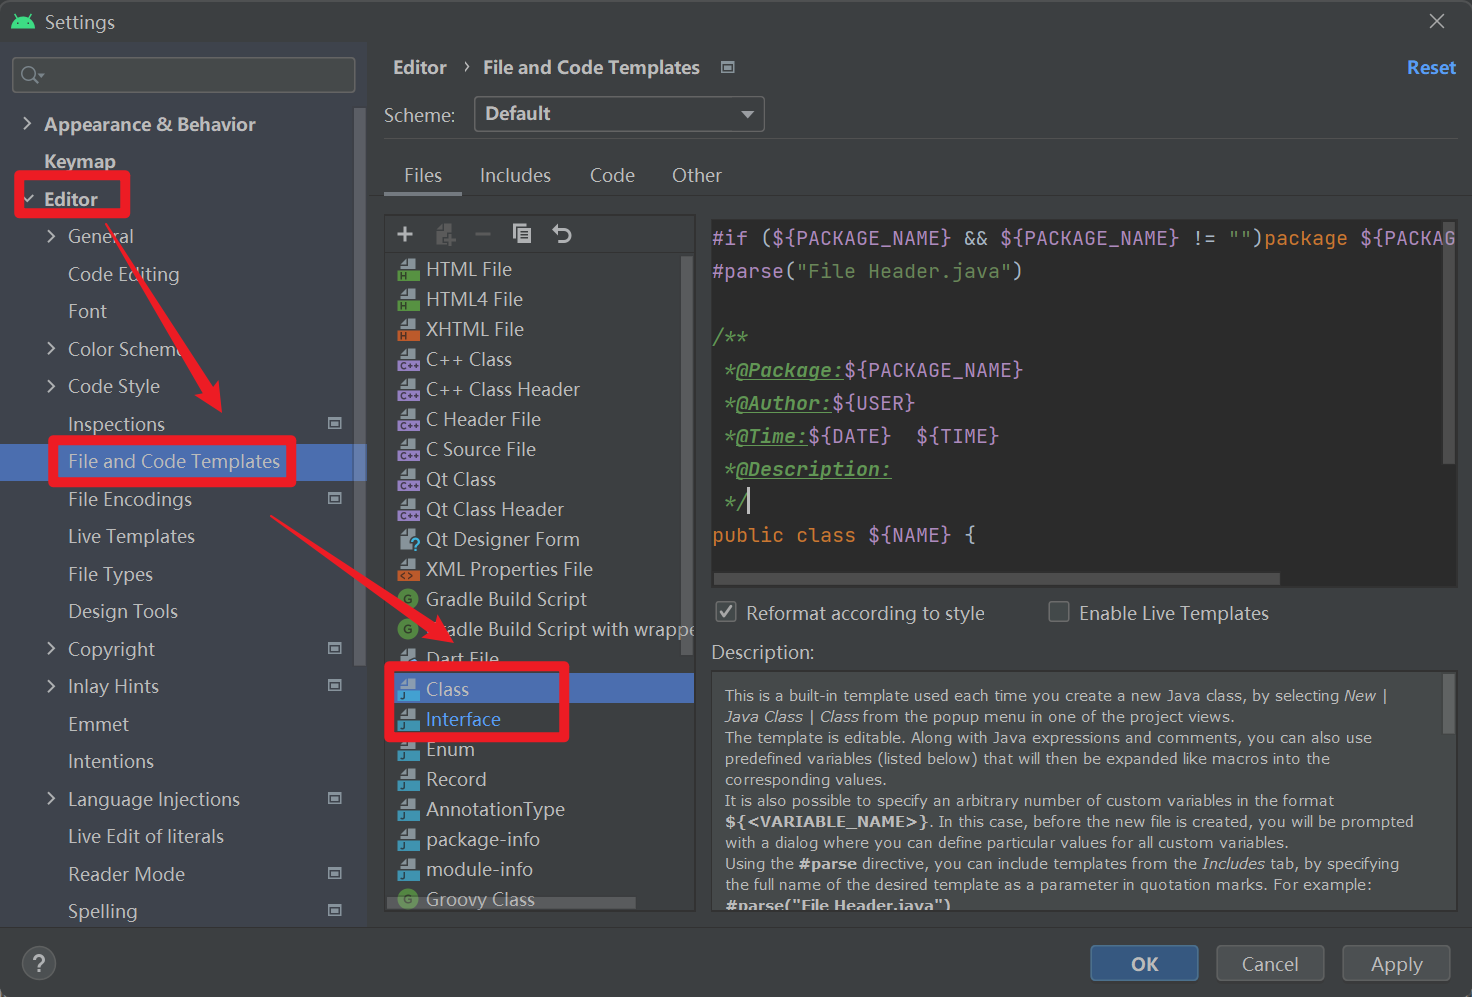 Settings
Editor › File and Code Templates
Reset
Scheme: Default
Appearance & Behavior
Keymap
Editor
General
Code Editing
Font
Color Scheme
Code Style
Inspections
File and Code Templates
File Encodings
Live Templates
File Types
Design Tools
Copyright
Inlay Hints
Emmet
Intentions
Language Injections
Live Edit of literals
Reader Mode
Spelling
Files Includes Code Other
HTML File
HTML4 File
XHTML File
C++ Class
C++ Class Header
C Header File
C Source File
Qt Class
Qt Class Header
Qt Designer Form
XML Properties File
Gradle Build Script
Gradle Build Script with wrappe
Dart File
Class
Interface
Enum
Record
AnnotationType
package-info
module-info
Groovy Class
#if (${PACKAGE_NAME} && ${PACKAGE_NAME} != "")package ${PACKAG
#parse("File Header.java")
/**
*@Package:${PACKAGE_NAME}
*@Author:${USER}
*@Time:${DATE}  ${TIME}
*@Description:
*/
public class ${NAME} {
Reformat according to style
Enable Live Templates
Description:
This is a built-in template used each time you create a new Java class, by selecting New |
Java Class | Class from the popup menu in one of the project views.
The template is editable. Along with Java expressions and comments, you can also use
predefined variables (listed below) that will then be expanded like macros into the
corresponding values.
It is also possible to specify an arbitrary number of custom variables in the format
${<VARIABLE_NAME>}. In this case, before the new file is created, you will be prompted
with a dialog where you can define particular values for all custom variables.
Using the #parse directive, you can include templates from the Includes tab, by specifying
the full name of the desired template as a parameter in quotation marks. For example:
#parse("File Header.java")
?
OK
Cancel
Apply